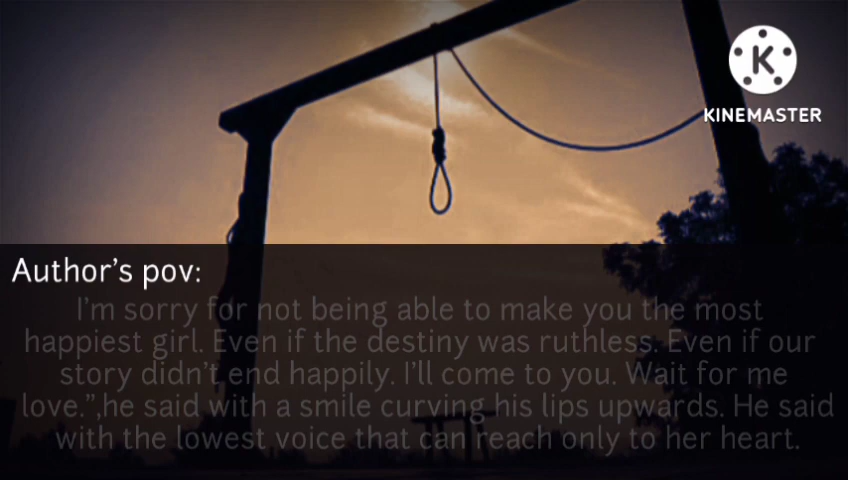 KINEMASTER
Author's pov:
I'm sorry for not being able to make you the most
happiest girl. Even if the destiny was ruthless. Even if our
story didn't end happily. I'll come to you. Wait for me
love.",he said with a smile curving his lips upwards. He said
with the lowest voice that can reach only to her heart.